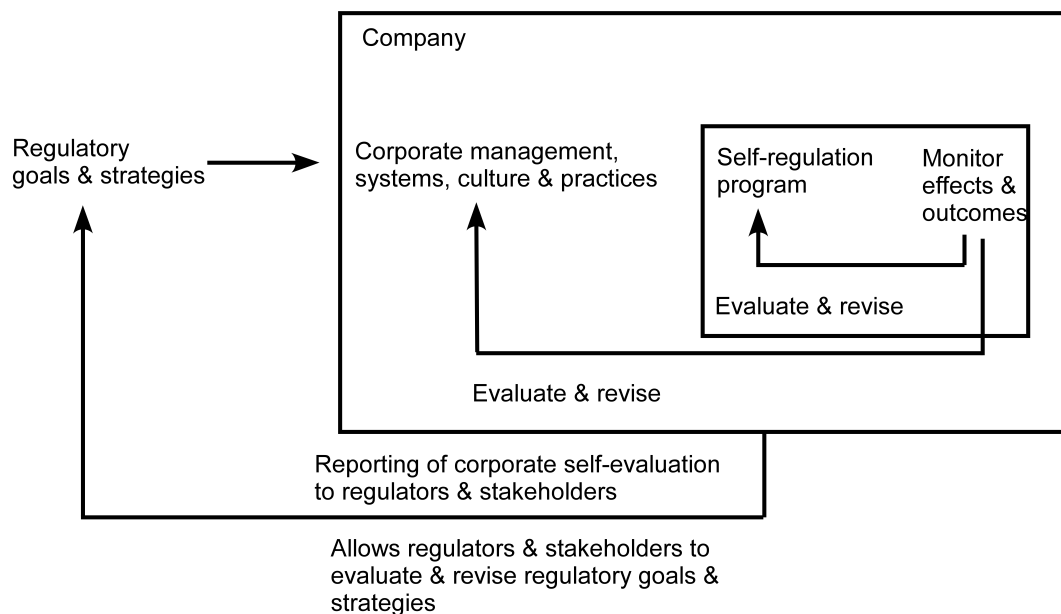 Company
Regulatory
goals & strategies
Corporate management,
systems, culture & practices
Self-regulation
program
Monitor
effects &
outcomes
Evaluate & revise
Evaluate & revise
Reporting of corporate self-evaluation
to regulators & stakeholders
Allows regulators & stakeholders to
evaluate & revise regulatory goals &
strategies